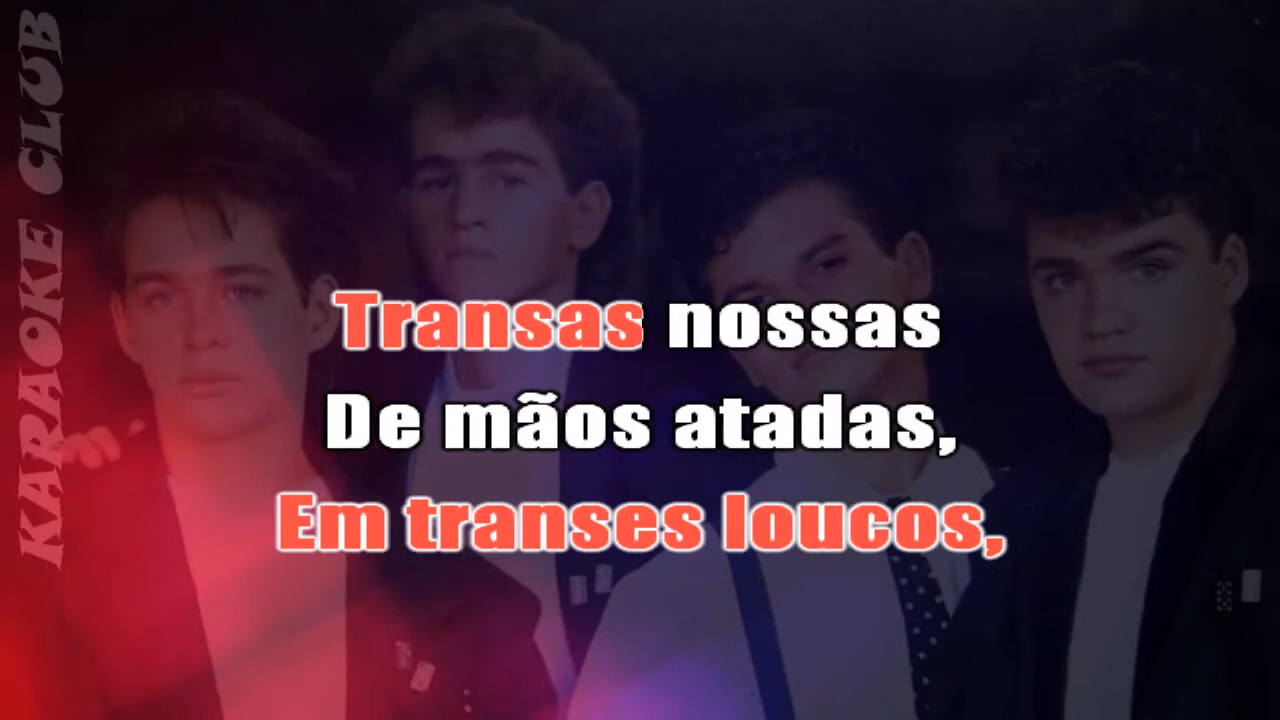 KARAOKE CLUB
Transas nossas
De mãos atadas,
Em transes loucos,